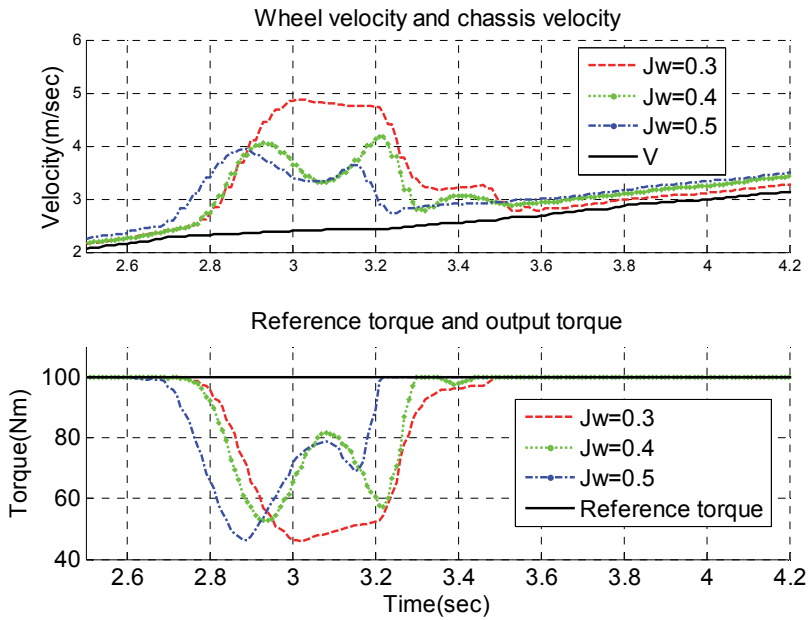 Wheel velocity and chassis velocity
Velocity(m/sec)
6
5
4
3
2
Jw=0.3
Jw=0.4
Jw=0.5
V
2.6 2.8 3 3.2 3.4 3.6 3.8 4 4.2
Reference torque and output torque
Torque(Nm)
100
80
60
40
Jw=0.3
Jw=0.4
Jw=0.5
Reference torque
2.6 2.8 3 3.2 3.4 3.6 3.8 4 4.2
Time(sec)